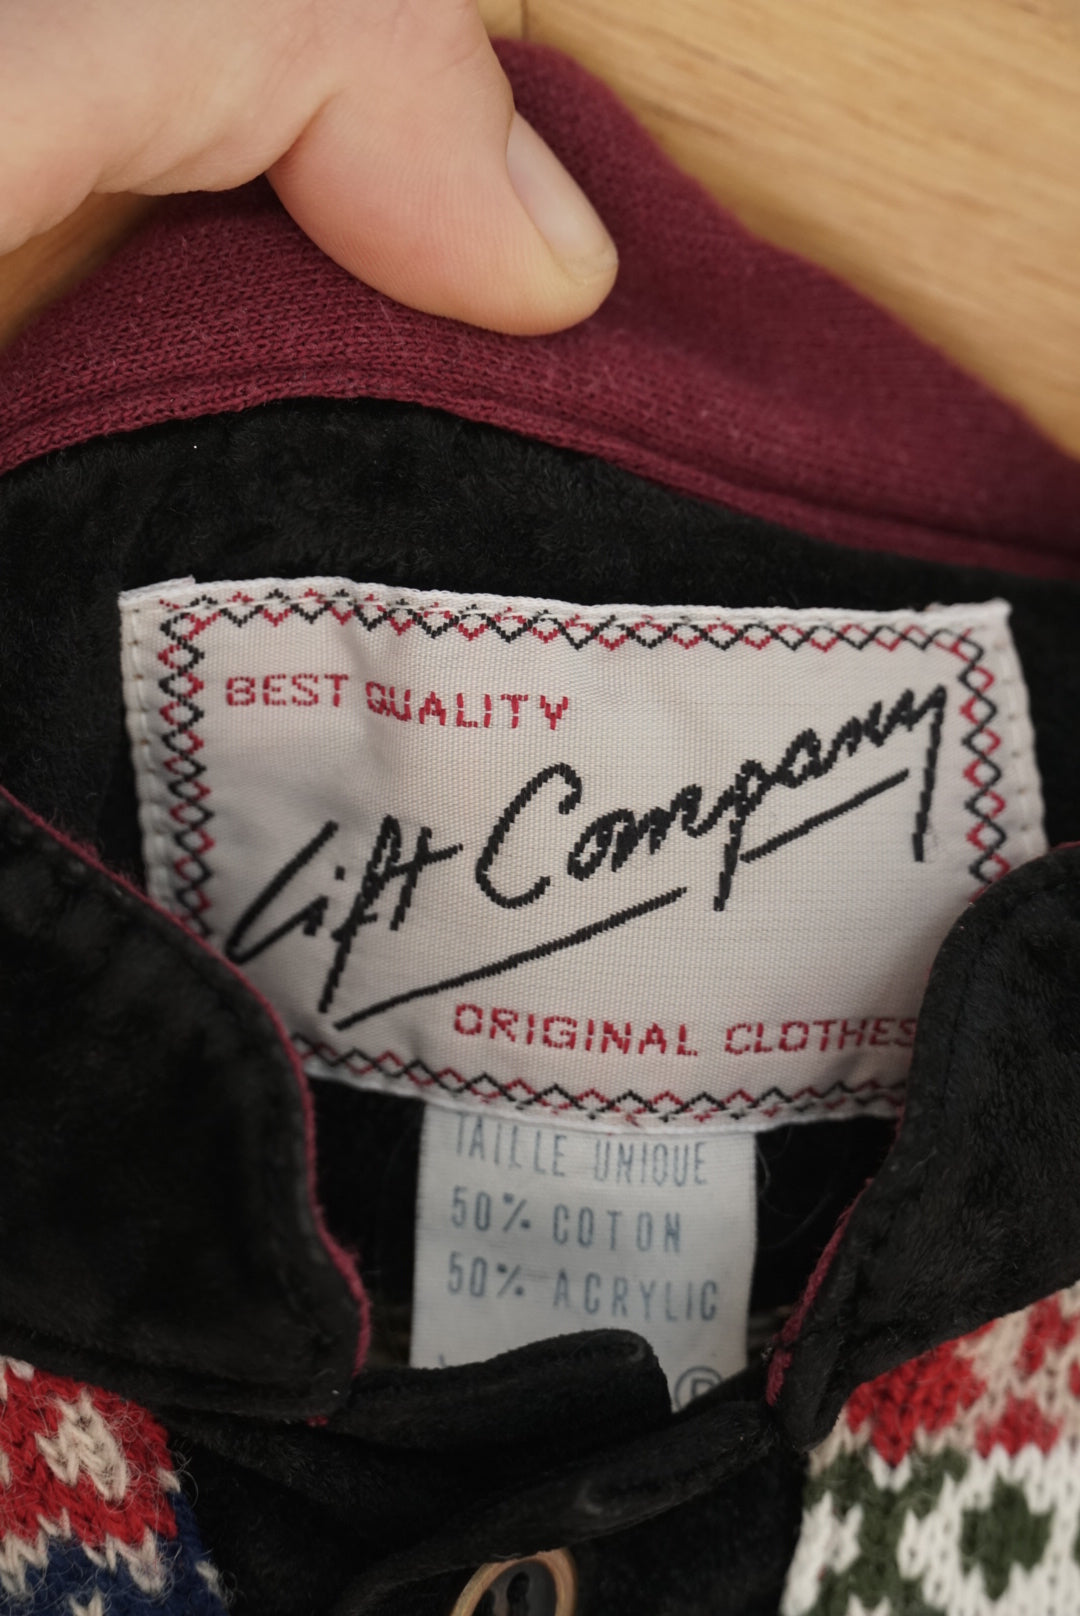 BEST QUALITY
Lift Company
ORIGINAL CLOTHES
TAILLE UNIQUE
50% COTON
50% ACRYLIC
P